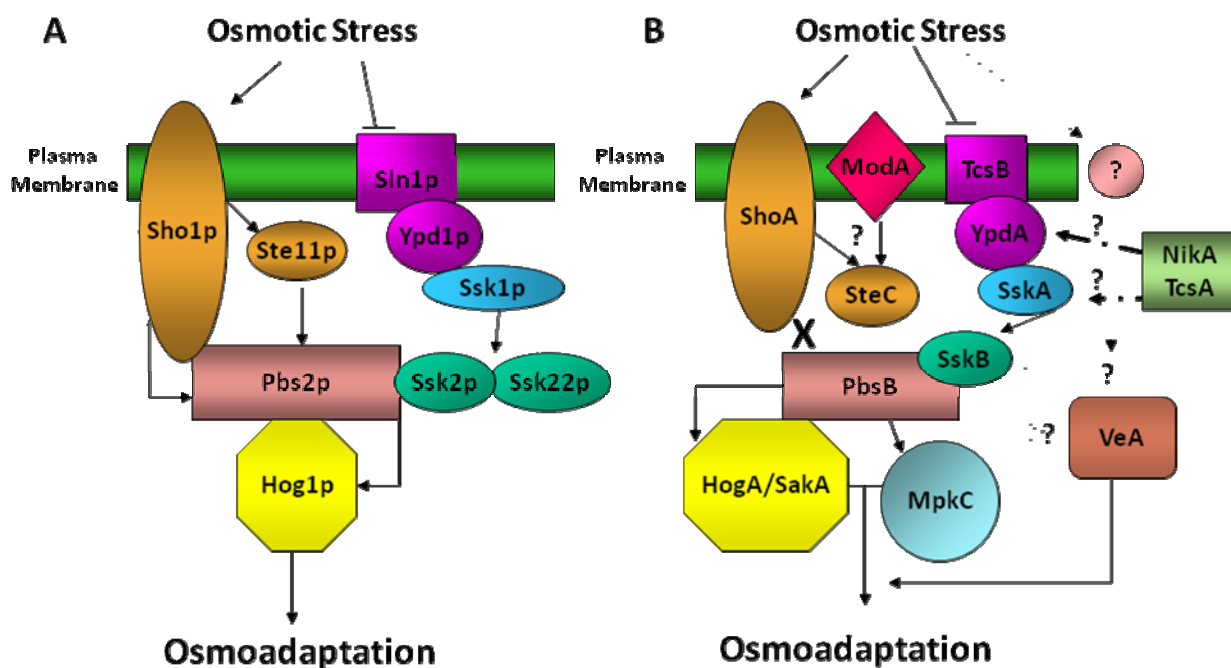 A
Osmotic Stress
Plasma
Membrane
Sln1p
Sho1p
Ypd1p
Ste11p
Ssk1p
Pbs2p
Ssk2p
Ssk22p
Hog1p
Osmoadaptation
B
Osmotic Stress
Plasma
Membrane
ModA
TcsB
?
ShoA
?
YpdA
?
NikA
TcsA
SteC
SskA
?
X
SskB
PbsB
?
VeA
?
HogA/SakA
MpkC
Osmoadaptation